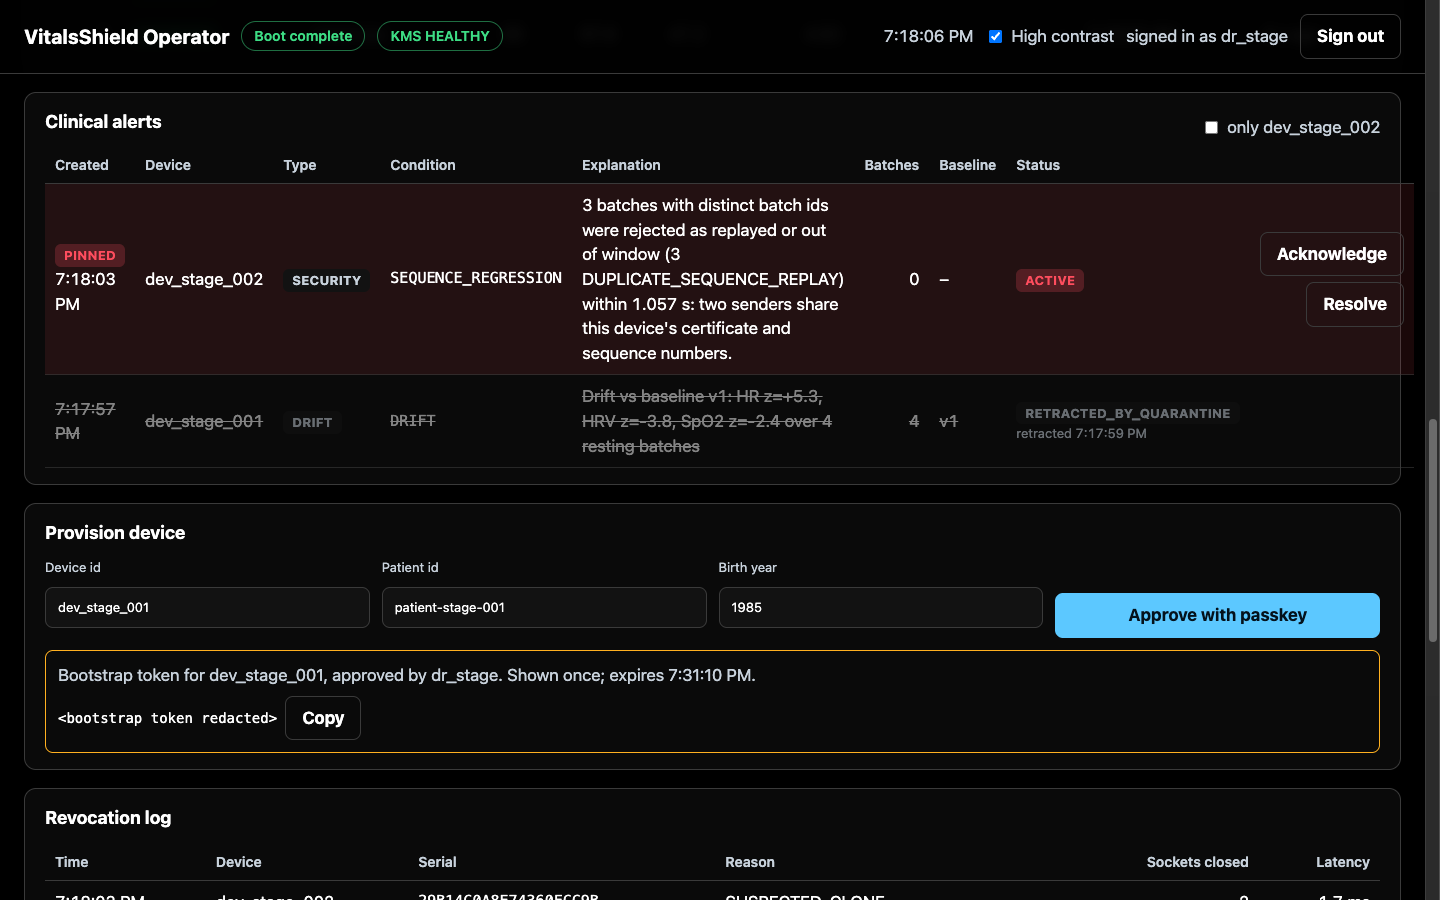 VitalsShield Operator Boot complete KMS HEALTHY 7:18:06 PM High contrast signed in as dr_stage Sign out
Clinical alerts
only dev_stage_002
Created Device Type Condition Explanation Batches Baseline Status
3 batches with distinct batch ids
were rejected as replayed or out
PINNED
of window (3
Acknowledge
7:18:03 dev_stage_002 SECURITY SEQUENCE_REGRESSION DUPLICATE_SEQUENCE_REPLAY) 0 – ACTIVE
PM
within 1.057 s: two senders share
Resolve
this device's certificate and
sequence numbers.
Drift vs baseline v1: HR z=+5.3,
7:17:57 dev_stage_001 DRIFT DRIFT HRV z=-3.8, SpO2 z=-2.4 over 4 4 v1 RETRACTED_BY_QUARANTINE
PM
retracted 7:17:59 PM
resting batches
Provision device
Device id Patient id Birth year
dev_stage_001 patient-stage-001 1985 Approve with passkey
Bootstrap token for dev_stage_001, approved by dr_stage. Shown once; expires 7:31:10 PM.
<bootstrap token redacted> Copy
Revocation log
Time Device Serial Reason Sockets closed Latency